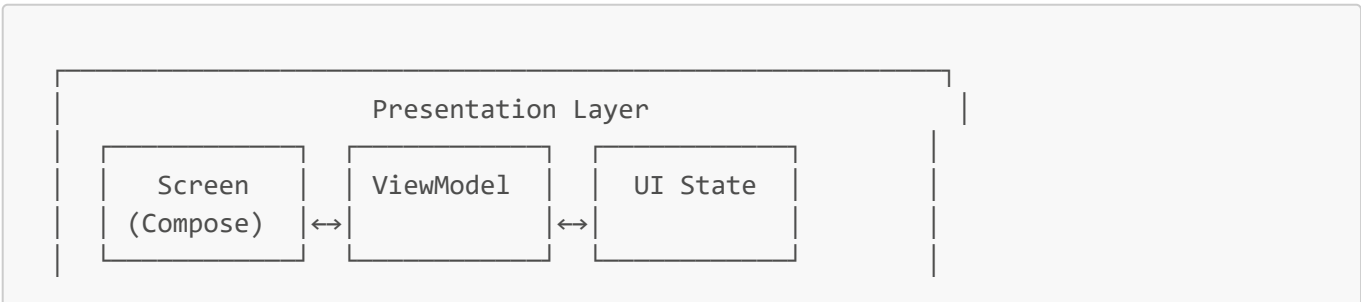 Presentation Layer
Screen ViewModel UI State
(Compose) ↔ ↔